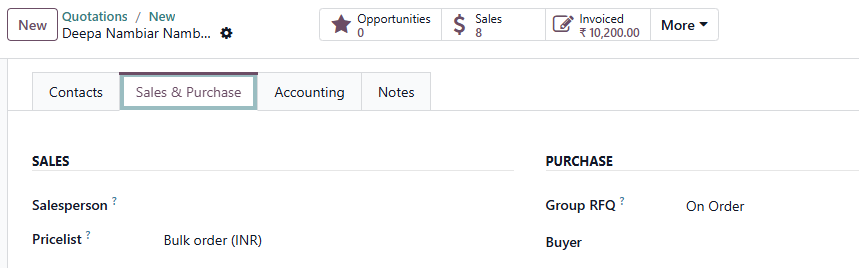 New
Quotations / New
Deepa Nambiar Namb...
Opportunities
0
Sales
8
Invoiced
₹ 10,200.00
More
Contacts
Sales & Purchase
Accounting
Notes
SALES
PURCHASE
Salesperson ?
Group RFQ ? On Order
Pricelist ? Bulk order (INR)
Buyer